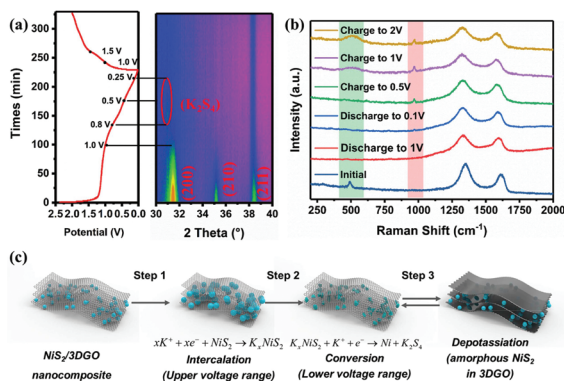 (a)
Times (min)
300
250
200
150
100
50
0
1.5 V
1.0 V
0.25 V
0.5 V
0.8 V
1.0 V
2.5 2.0 1.5 1.0 0.5 0.0
Potential (V)
(200)
(210)
(211)
30 32 34 36 38 40
2 Theta (°)
(b)
Intensity (a.u.)
Charge to 2V
Charge to 1V
Charge to 0.5V
Discharge to 0.1V
Discharge to 1V
Initial
250 500 750 1000 1250 1500 1750 2000
Raman Shift (cm⁻¹)
(c)
Step 1
Step 2
Step 3
NiS₂/3DGO
nanocomposite
xK⁺ + xe⁻ + NiS₂ → KₓNiS₂
Intercalation
(Upper voltage range)
KₓNiS₂ + K⁺ + e⁻ → Ni + K₂S₄
Conversion
(Lower voltage range)
Depotassiation
(amorphous NiS₂
in 3DGO)